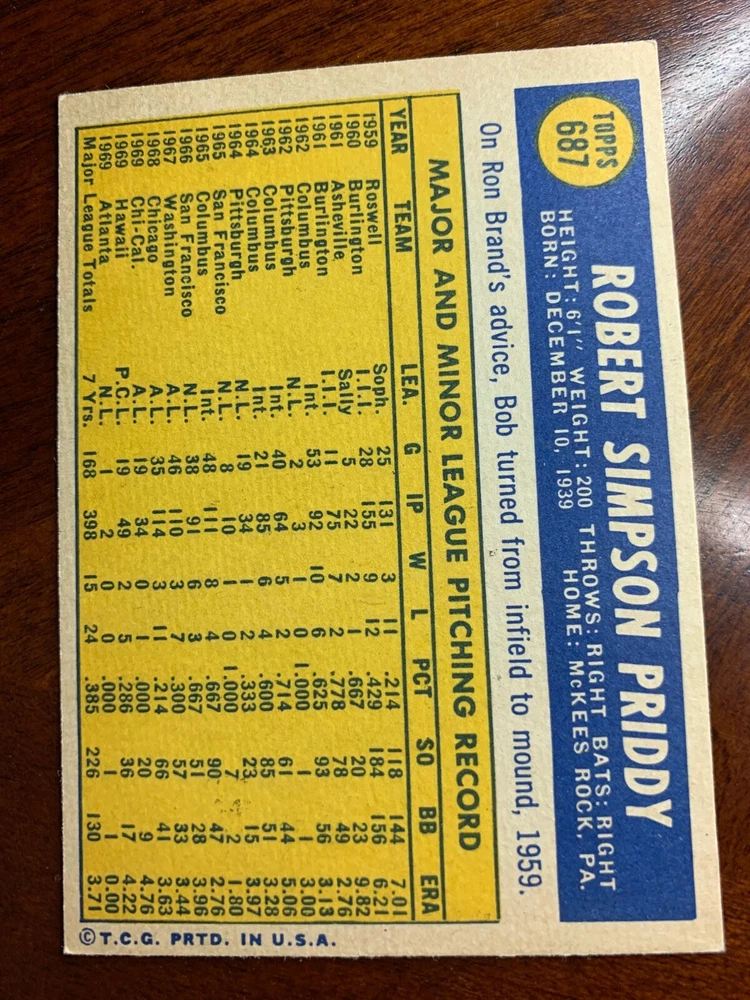 TOPPS
687
ROBERT SIMPSON PRIDDY
HEIGHT: 6'1" WEIGHT: 200 THROWS: RIGHT BATS: RIGHT
BORN: DECEMBER 10, 1939 HOME: McKEES ROCK, PA.
On Ron Brand's advice, Bob turned from infield to mound, 1959.
MAJOR AND MINOR LEAGUE PITCHING RECORD
YEAR TEAM LEA. G IP W L PCT SO BB ERA
1959 Roswell Soph. 25 131 3 11 .214 118 144 7.01
1960 Burlington I.I.I. 28 155 9 12 .429 184 156 6.21
1961 Asheville Sally 5 22 2 1 .667 20 23 9.82
1961 Burlington I.I.I. 11 75 7 2 .778 78 49 2.76
1962 Columbus Int. 53 92 10 6 .625 93 56 3.13
1962 Pittsburgh N.L. 2 3 1 0 1.000 1 1 3.00
1963 Columbus Int. 40 64 5 2 .714 61 44 5.06
1964 Columbus Int. 21 85 6 4 .600 85 51 3.28
1964 Pittsburgh N.L. 19 34 1 2 .333 23 15 3.97
1965 San Francisco N.L. 8 10 1 0 1.000 7 2 1.80
1965 Columbus Int. 48 111 8 4 .667 90 47 2.76
1966 San Francisco N.L. 38 91 6 3 .667 51 28 3.96
1967 Washington A.L. 46 110 3 7 .300 57 33 3.44
1968 Chicago A.L. 35 114 3 11 .214 66 41 3.63
1969 Chi-Cal. A.L. 19 34 0 1 .000 20 9 4.76
1969 Hawaii P.C.L. 19 49 2 5 .286 36 17 4.22
1969 Atlanta N.L. 1 2 0 0 .000 1 1 0.00
Major League Totals 7 Yrs. 168 398 15 24 .385 226 130 3.71
©T.C.G. PRTD. IN U.S.A.